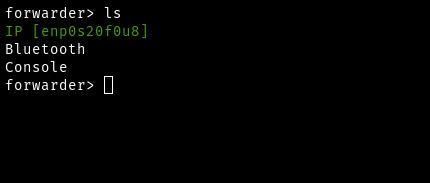 forwarder> ls
IP [enp0s20f0u8]
Bluetooth
Console
forwarder>